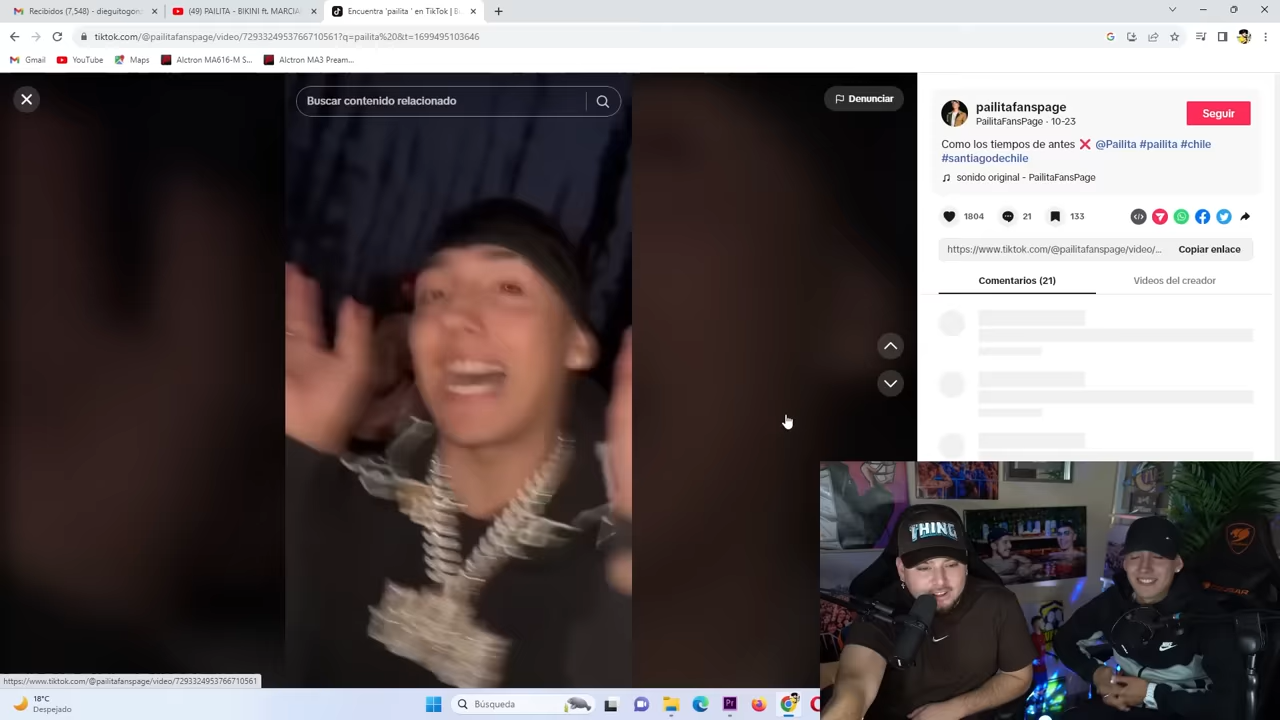 Recibidos (7,548) - dieguitogon
(49) PAILITA - BIKINI ft. MARCIA
Encuentra 'pailita ' en TikTok | Bu
tiktok.com/@pailitafanspage/video/7293324953766710561?q=pailita%20&t=1699495103646
Gmail
YouTube
Maps
Alctron MA616-M S...
Alctron MA3 Pream...
Buscar contenido relacionado
Denunciar
pailitafanspage
PailitaFansPage · 10-23
Seguir
Como los tiempos de antes ❌ @Pailita #pailita #chile
#santiagodechile
sonido original - PailitaFansPage
1804
21
133
https://www.tiktok.com/@pailitafanspage/video/...
Copiar enlace
Comentarios (21)
Videos del creador
THING
https://www.tiktok.com/@pailitafanspage/video/7293324953766710561
18°C
Despejado
Búsqueda
Pr